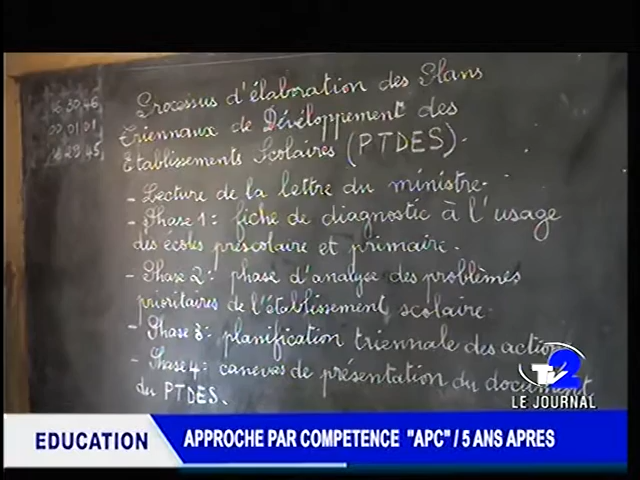 Processus d'élaboration des Plans
Triennaux de Développement des
Etablissements Scolaires (PTDES).
- Lecture de la lettre du ministre.
- Phase 1: fiche de diagnostic à l'usage
des écoles préscolaire et primaire.
- Phase 2: phase d'analyse des problèmes
prioritaires de l'établissement scolaire.
- Phase 3: planification triennale des action
- Phase 4: canevas de présentation du document
du PTDES.
TV2
LE JOURNAL
EDUCATION
APPROCHE PAR COMPETENCE "APC" / 5 ANS APRES